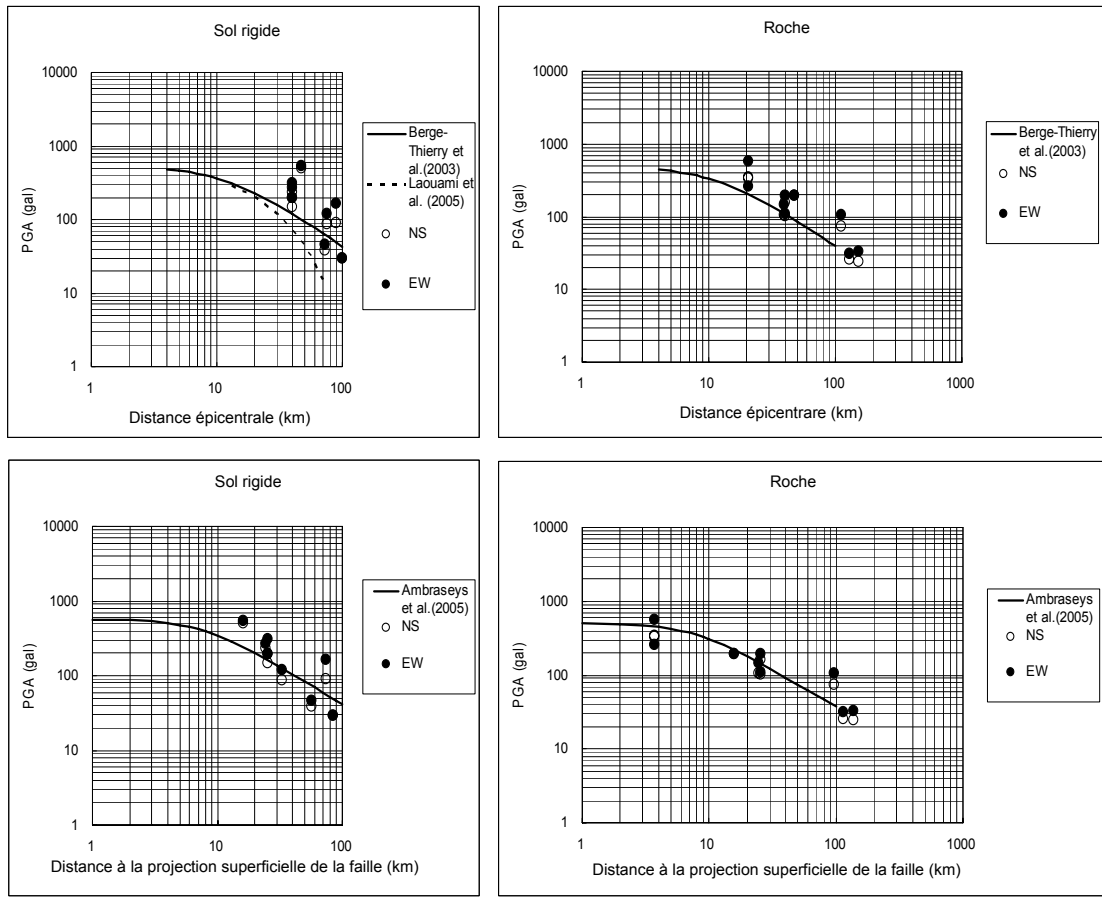 Sol rigide
10000
1000
100
10
1
1
10
100
PGA (gal)
Distance épicentrale (km)
Berge-
Thierry et
al.(2003)
Laouami et
al. (2005)
NS
EW
Roche
10000
1000
100
10
1
1
10
100
1000
PGA (gal)
Distance épicentrare (km)
Berge-Thierry
et al.(2003)
NS
EW
Sol rigide
10000
1000
100
10
1
1
10
100
PGA (gal)
Distance à la projection superficielle de la faille (km)
Ambraseys
et al.(2005)
NS
EW
Roche
10000
1000
100
10
1
1
10
100
1000
PGA (gal)
Distance à la projection superficielle de la faille (km)
Ambraseys
et al.(2005)
NS
EW